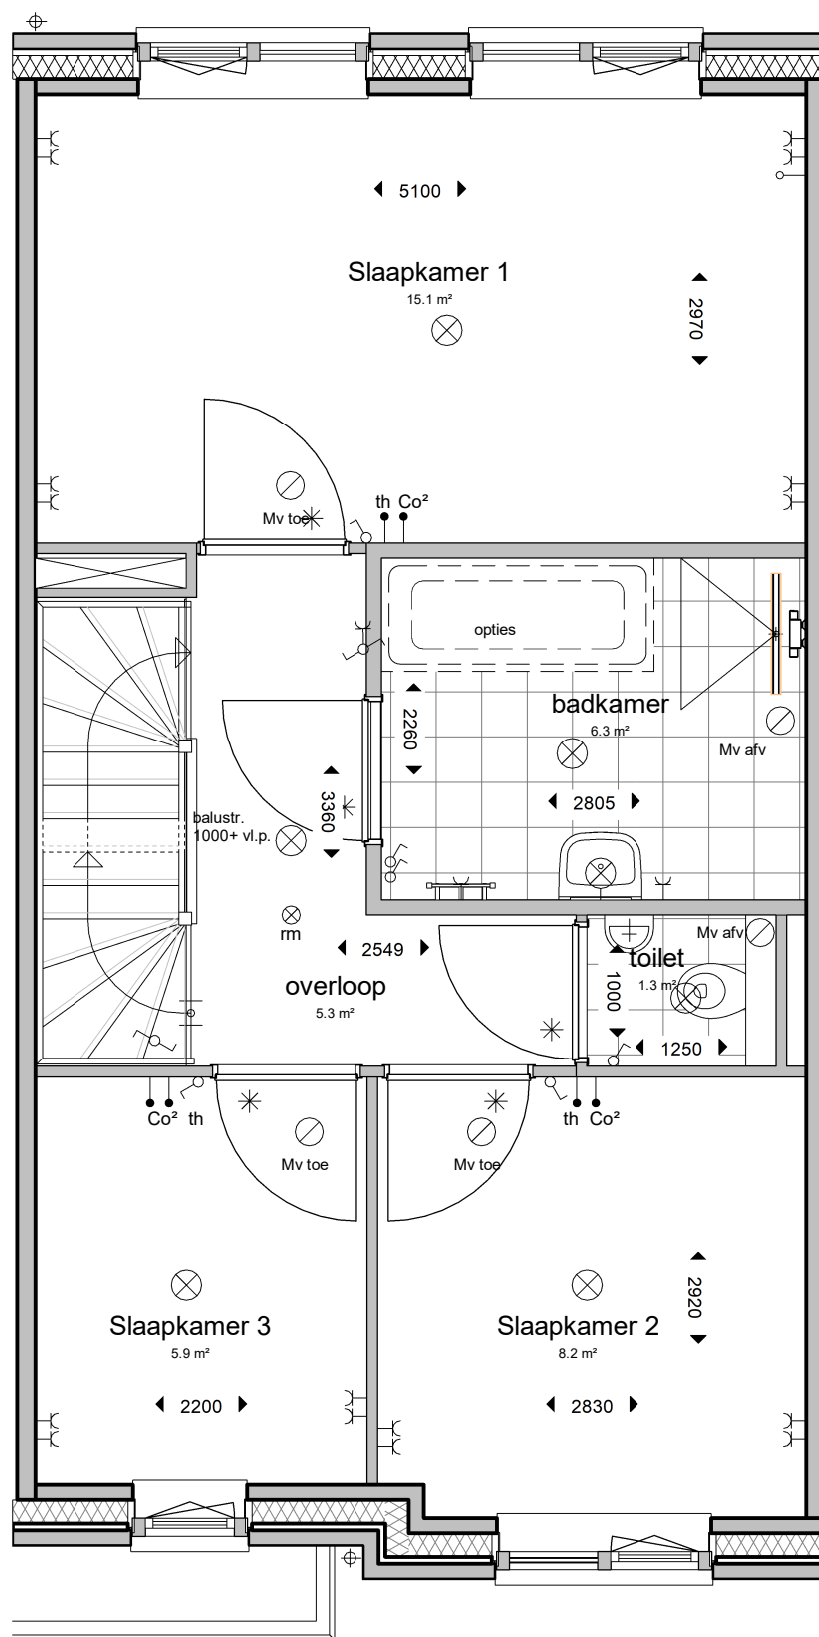 5100
Slaapkamer 1
15.1 m²
2970
Mv toe
th Co²
opties
badkamer
6.3 m²
2260
Mv afv
2805
3360
balustr.
1000+ vl.p.
rm
2549
Mv afv
toilet
1.3 m²
1000
overloop
5.3 m²
1250
Co² th
th Co²
Mv toe
Mv toe
2920
Slaapkamer 3
5.9 m²
Slaapkamer 2
8.2 m²
2200
2830